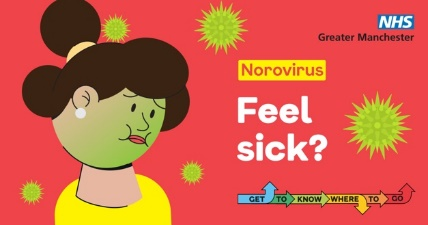 NHS
Greater Manchester
Norovirus
Feel
sick?
GET TO KNOW WHERE TO GO